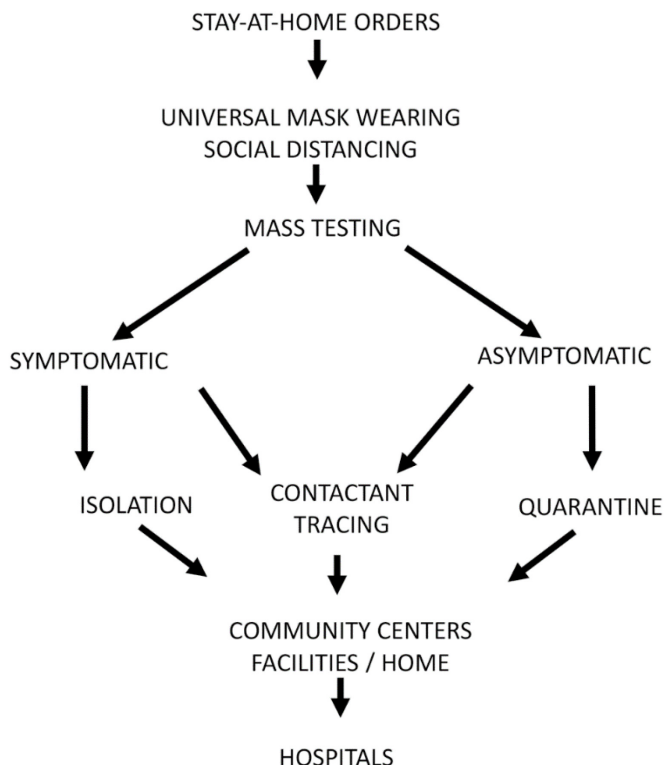 STAY-AT-HOME ORDERS
UNIVERSAL MASK WEARING
SOCIAL DISTANCING
MASS TESTING
SYMPTOMATIC
ASYMPTOMATIC
ISOLATION
CONTACTANT
TRACING
QUARANTINE
COMMUNITY CENTERS
FACILITIES / HOME
HOSPITALS